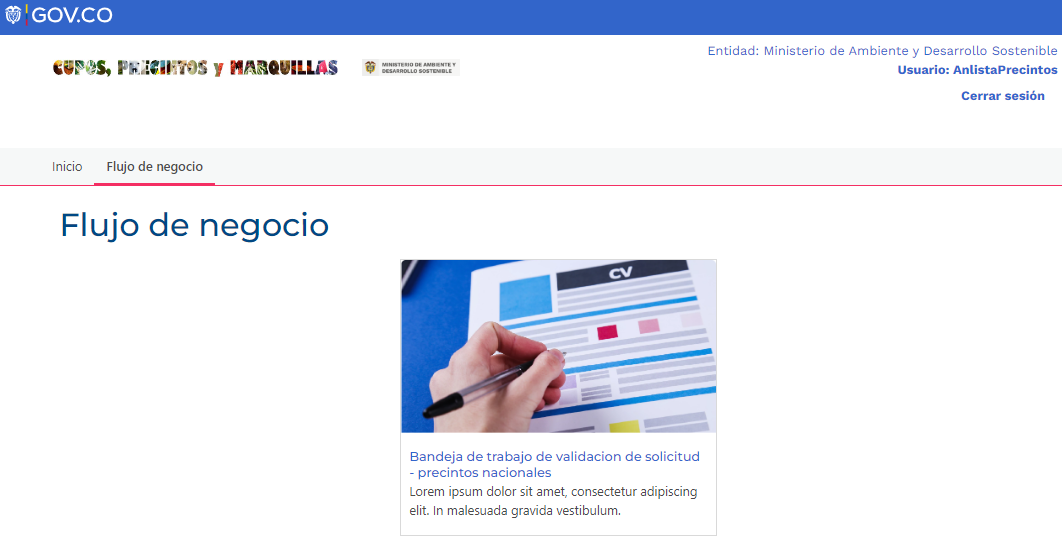 GOV.CO
Entidad: Ministerio de Ambiente y Desarrollo Sostenible
CUPOS, PRECINTOS y MARQUILLAS
MINISTERIO DE AMBIENTE Y
DESARROLLO SOSTENIBLE
Usuario: AnlistaPrecintos
Cerrar sesión
Inicio
Flujo de negocio
Flujo de negocio
CV
Bandeja de trabajo de validacion de solicitud
- precintos nacionales
Lorem ipsum dolor sit amet, consectetur adipiscing
elit. In malesuada gravida vestibulum.